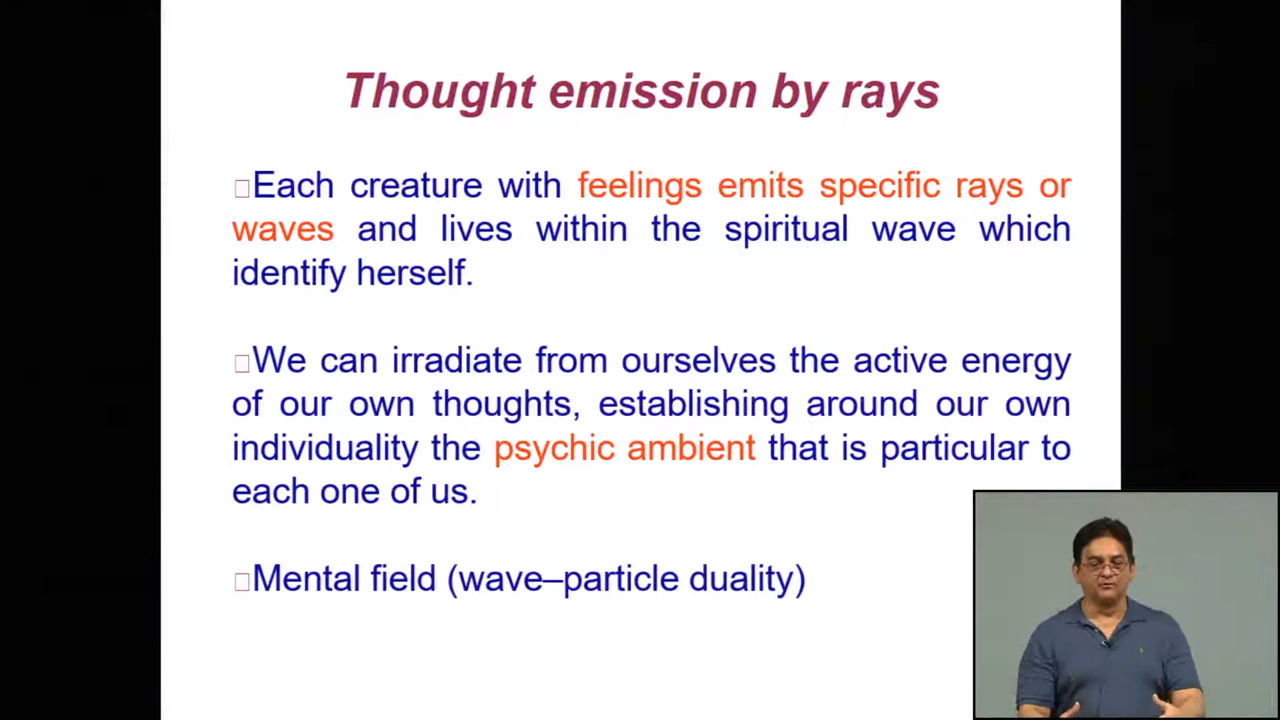 Thought emission by rays
Each creature with feelings emits specific rays or
waves and lives within the spiritual wave which
identify herself.
We can irradiate from ourselves the active energy
of our own thoughts, establishing around our own
individuality the psychic ambient that is particular to
each one of us.
Mental field (wave–particle duality)